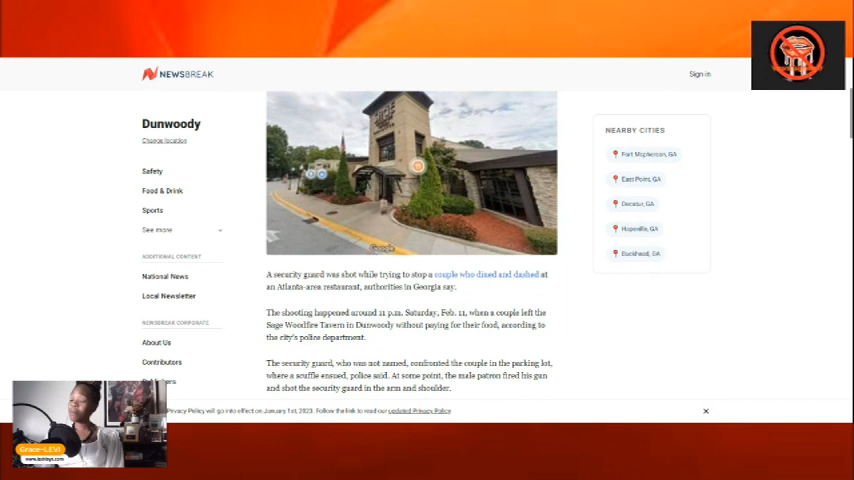 NEWSBREAK
Sign in
Dunwoody
Change location
Safety
Food & Drink
Sports
See more
ADDITIONAL CONTENT
National News
Local Newsletter
NEWSBREAK CORPORATE
About Us
Contributors
Google
A security guard was shot while trying to stop a couple who dined and dashed at
an Atlanta-area restaurant, authorities in Georgia say.
The shooting happened around 11 p.m. Saturday, Feb. 11, when a couple left the
Sage Woodfire Tavern in Dunwoody without paying for their food, according to
the city's police department.
The security guard, who was not named, confronted the couple in the parking lot,
where a scuffle ensued, police said. At some point, the male patron fired his gun
and shot the security guard in the arm and shoulder.
NEARBY CITIES
Fort McPherson, GA
East Point, GA
Decatur, GA
Hapeville, GA
Buckhead, GA
Privacy Policy will go into effect on January 1st, 2023. Follow the link to read our updated Privacy Policy
Grace-LEVI